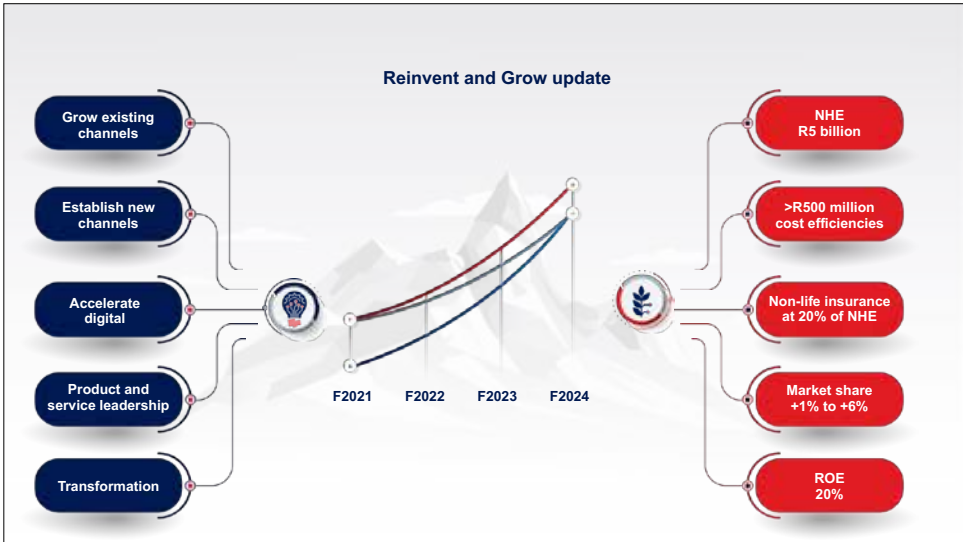 Reinvent and Grow update
Grow existing
channels
Establish new
channels
Accelerate
digital
Product and
service leadership
Transformation
F2021
F2022
F2023
F2024
NHE
R5 billion
>R500 million
cost efficiencies
Non-life insurance
at 20% of NHE
Market share
+1% to +6%
ROE
20%